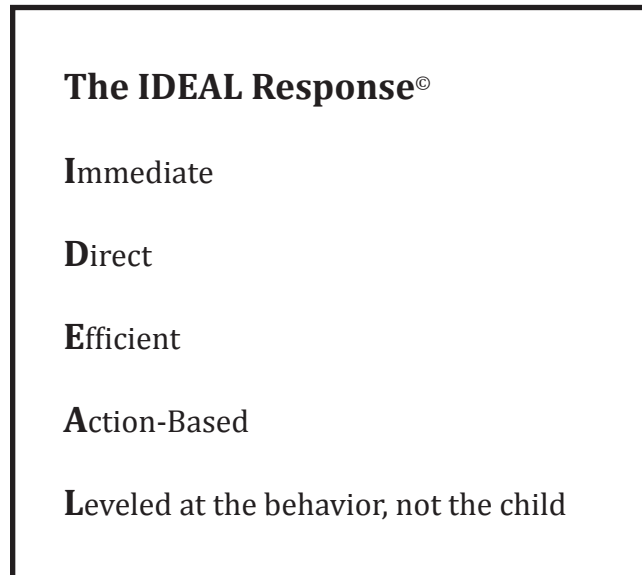 The IDEAL Response©
Immediate
Direct
Efficient
Action-Based
Leveled at the behavior, not the child